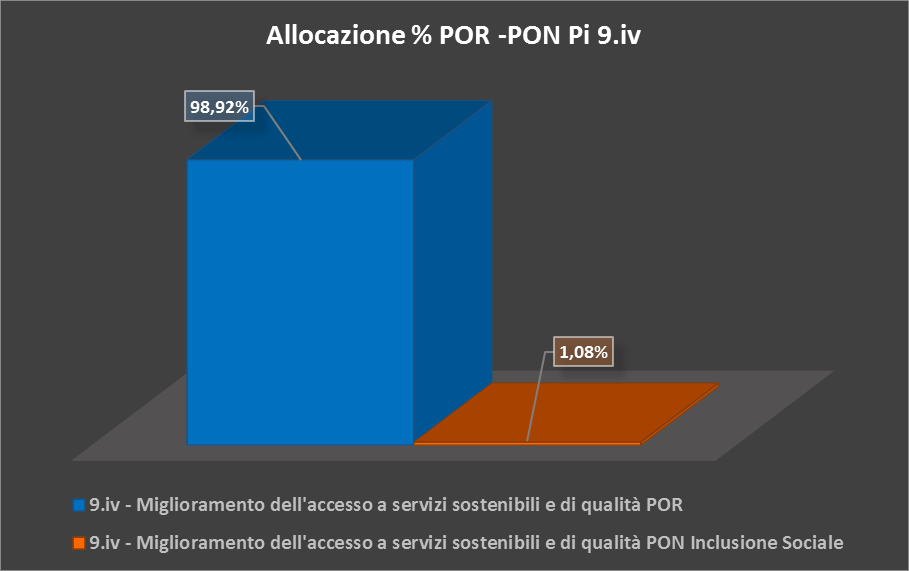 Allocazione % POR -PON Pi 9.iv
98,92%
1,08%
9.iv - Miglioramento dell'accesso a servizi sostenibili e di qualità POR
9.iv - Miglioramento dell'accesso a servizi sostenibili e di qualità PON Inclusione Sociale